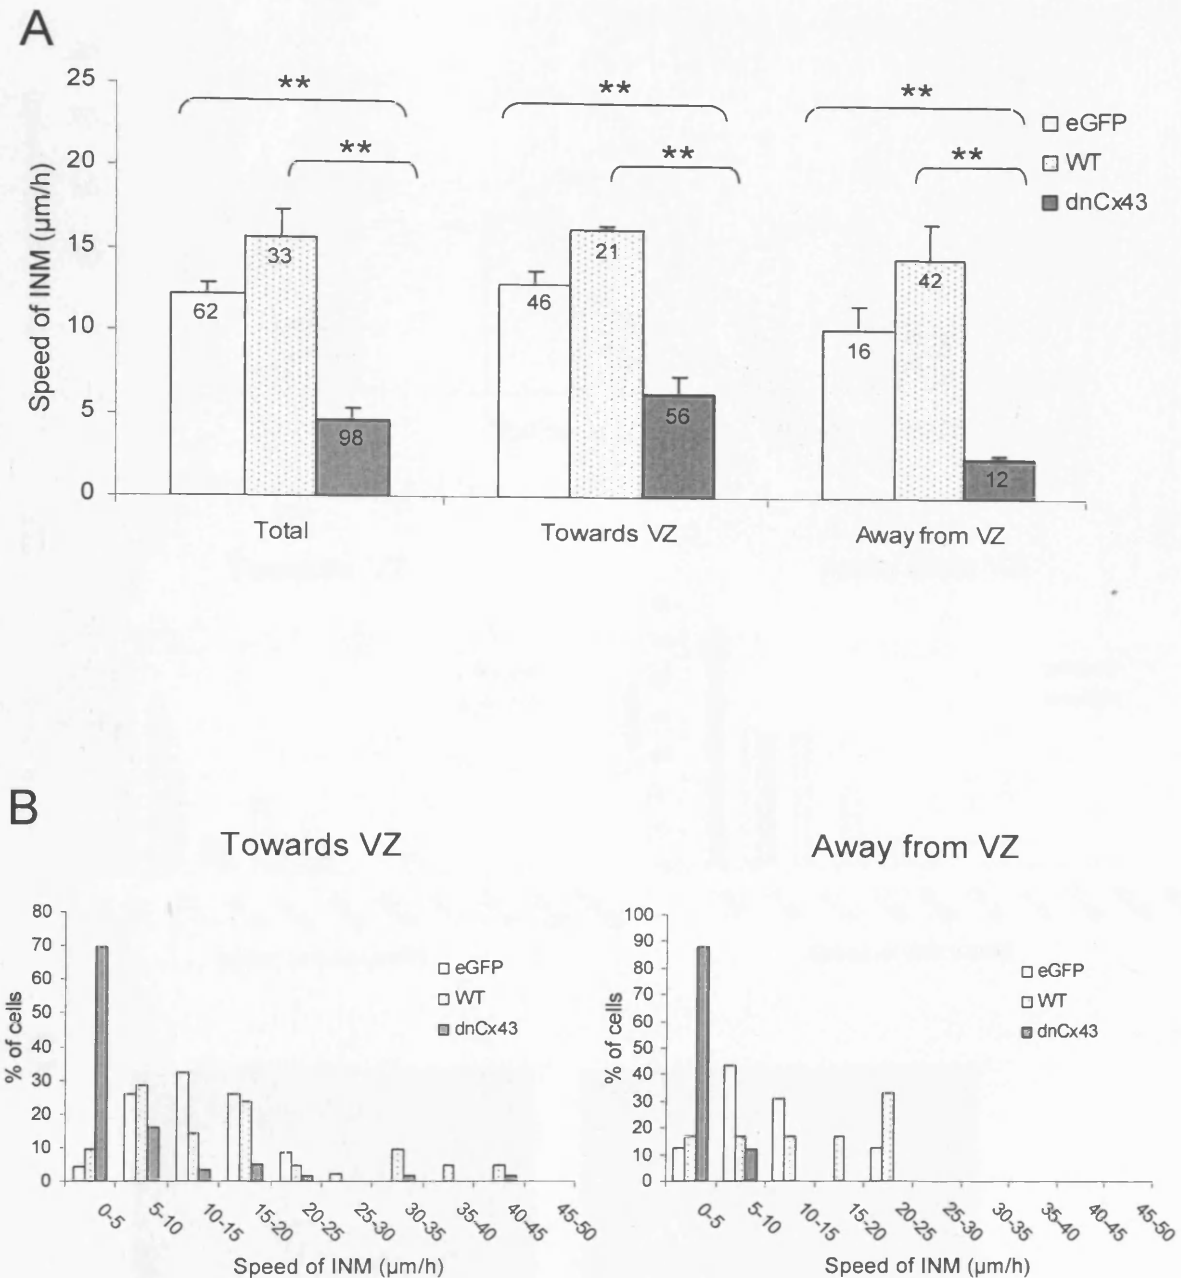 A
25
20
15
10
5
0
Speed of INM (µm/h)
**
**
**
**
**
**
eGFP
WT
dnCx43
62
33
98
46
21
56
16
42
12
Total
Towards VZ
Away from VZ
B
Towards VZ
80
70
60
50
40
30
20
10
0
% of cells
eGFP
WT
dnCx43
0-5
5-10
10-15
15-20
20-25
25-30
30-35
35-40
40-45
45-50
Speed of INM (µm/h)
Away from VZ
100
90
80
70
60
50
40
30
20
10
0
% of cells
eGFP
WT
dnCx43
0-5
5-10
10-15
15-20
20-25
25-30
30-35
35-40
40-45
45-50
Speed of INM (µm/h)